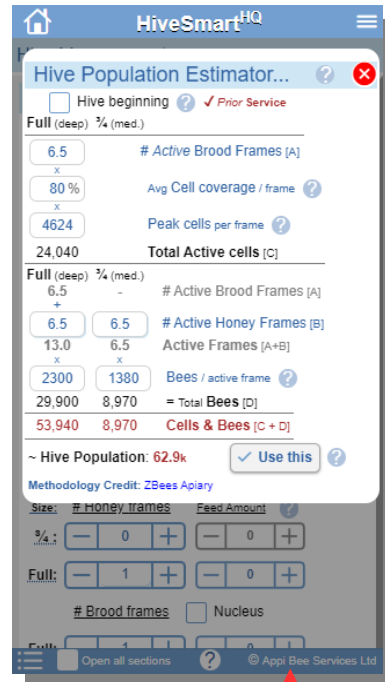 HiveSmartHQ
Hive Population Estimator... ?
Hive beginning ? ✓ Prior Service
Full (deep) ¾ (med.)
6.5 # Active Brood Frames [A]
x
80 % Avg Cell coverage / frame ?
x
4624 Peak cells per frame ?
24,040 Total Active cells [C]
Full (deep) ¾ (med.)
6.5 - # Active Brood Frames [A]
+
6.5 6.5 # Active Honey Frames [B]
13.0 6.5 Active Frames [A+B]
x x
2300 1380 Bees / active frame ?
29,900 8,970 = Total Bees [D]
53,940 8,970 Cells & Bees [C + D]
~ Hive Population: 62.9k ✓ Use this ?
Methodology Credit: ZBees Apiary
Size: # Honey frames Feed Amount ?
¾ : − 0 + − 0 +
Full: − 1 + − 0 +
# Brood frames Nucleus
Full: − 1 + − 0 +
Open all sections ? © Appi Bee Services Ltd